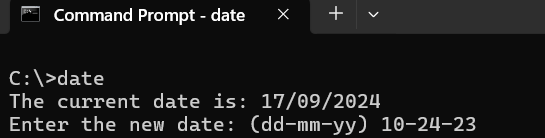 Command Prompt - date
C:\>date
The current date is: 17/09/2024
Enter the new date: (dd-mm-yy) 10-24-23